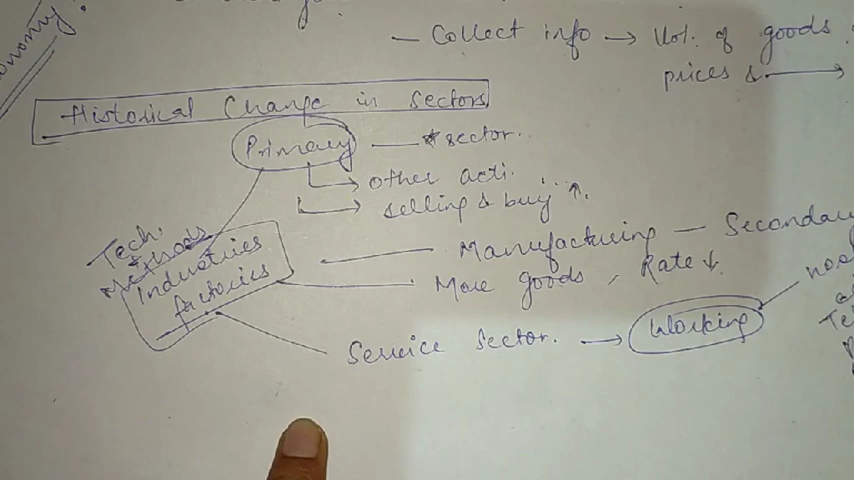 — Collect info → Vol. of goods
prices & →
Historical Change in Sectors
Primary — * sector.
→ other acti.
→ selling & buy ↑.
Tech.
Methods
Industries
factories
Manufacturing — Secondary
More goods, Rate ↓
Service Sector. → Working